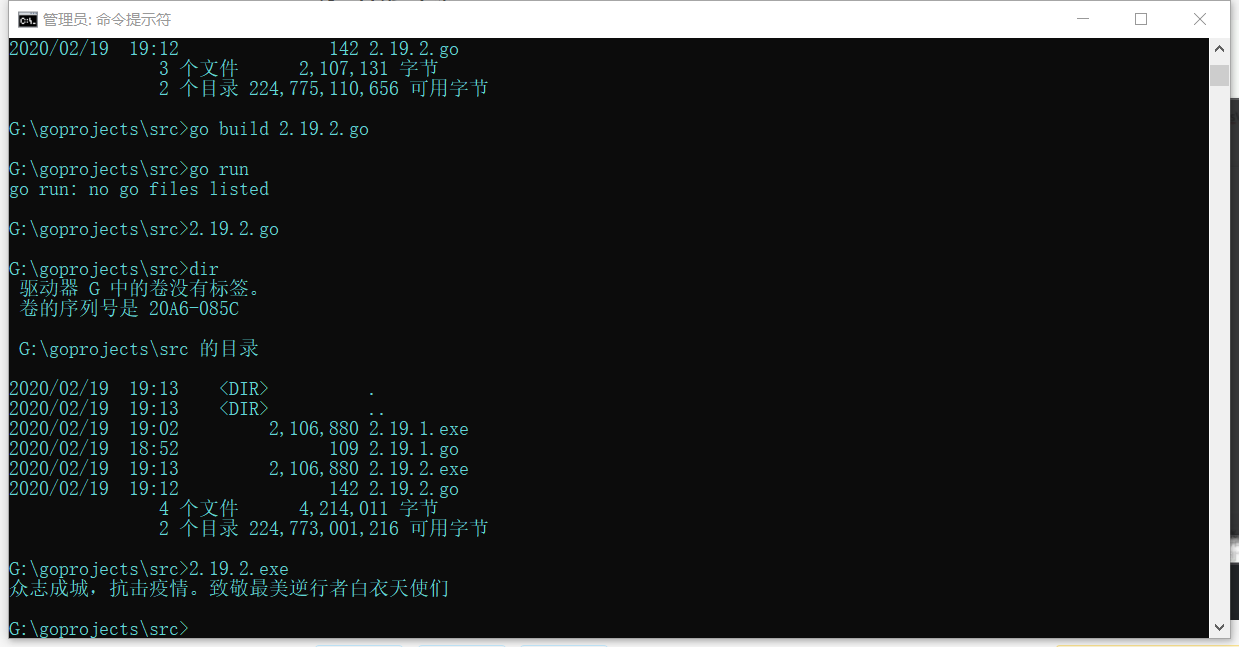 管理员: 命令提示符
2020/02/19  19:12               142 2.19.2.go
               3 个文件      2,107,131 字节
               2 个目录 224,775,110,656 可用字节
G:\goprojects\src>go build 2.19.2.go
G:\goprojects\src>go run
go run: no go files listed
G:\goprojects\src>2.19.2.go
G:\goprojects\src>dir
 驱动器 G 中的卷没有标签。
 卷的序列号是 20A6-085C
 G:\goprojects\src 的目录
2020/02/19  19:13    <DIR>          .
2020/02/19  19:13    <DIR>          ..
2020/02/19  19:02         2,106,880 2.19.1.exe
2020/02/19  18:52               109 2.19.1.go
2020/02/19  19:13         2,106,880 2.19.2.exe
2020/02/19  19:12               142 2.19.2.go
               4 个文件      4,214,011 字节
               2 个目录 224,773,001,216 可用字节
G:\goprojects\src>2.19.2.exe
众志成城，抗击疫情。致敬最美逆行者白衣天使们
G:\goprojects\src>